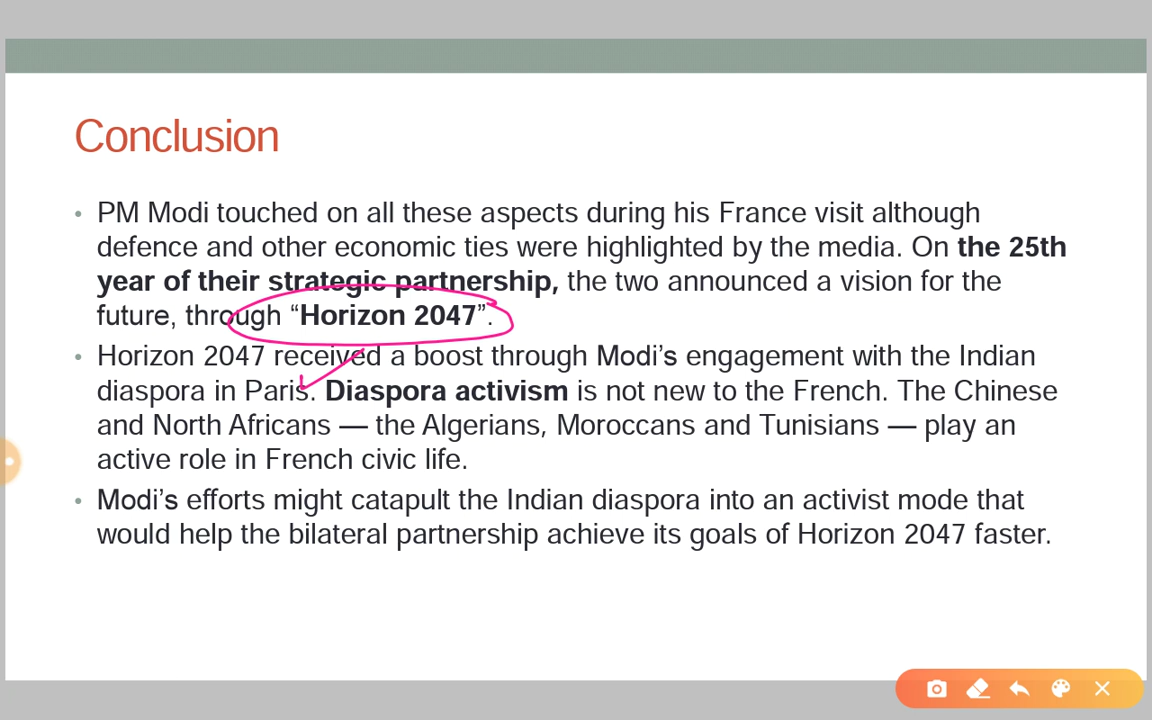 Conclusion
• PM Modi touched on all these aspects during his France visit although
defence and other economic ties were highlighted by the media. On the 25th
year of their strategic partnership, the two announced a vision for the
future, through “Horizon 2047”.
• Horizon 2047 received a boost through Modi’s engagement with the Indian
diaspora in Paris. Diaspora activism is not new to the French. The Chinese
and North Africans — the Algerians, Moroccans and Tunisians — play an
active role in French civic life.
• Modi’s efforts might catapult the Indian diaspora into an activist mode that
would help the bilateral partnership achieve its goals of Horizon 2047 faster.